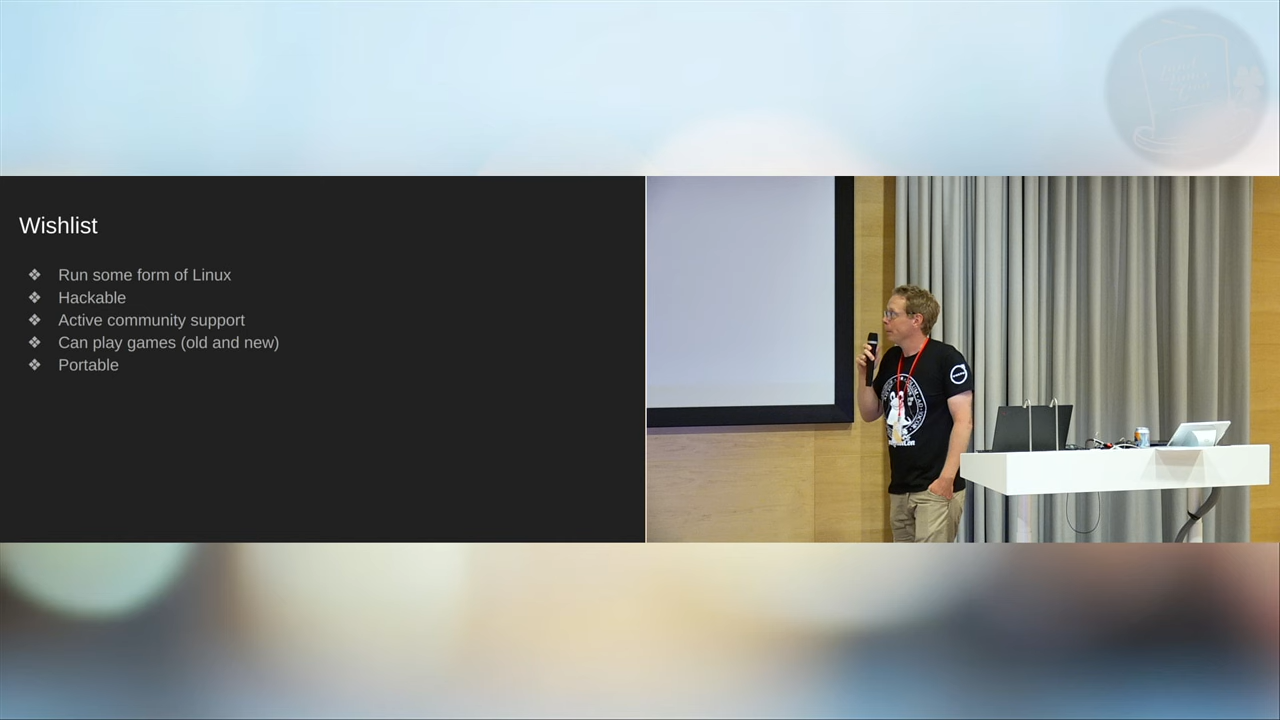 Wishlist
❖ Run some form of Linux
❖ Hackable
❖ Active community support
❖ Can play games (old and new)
❖ Portable